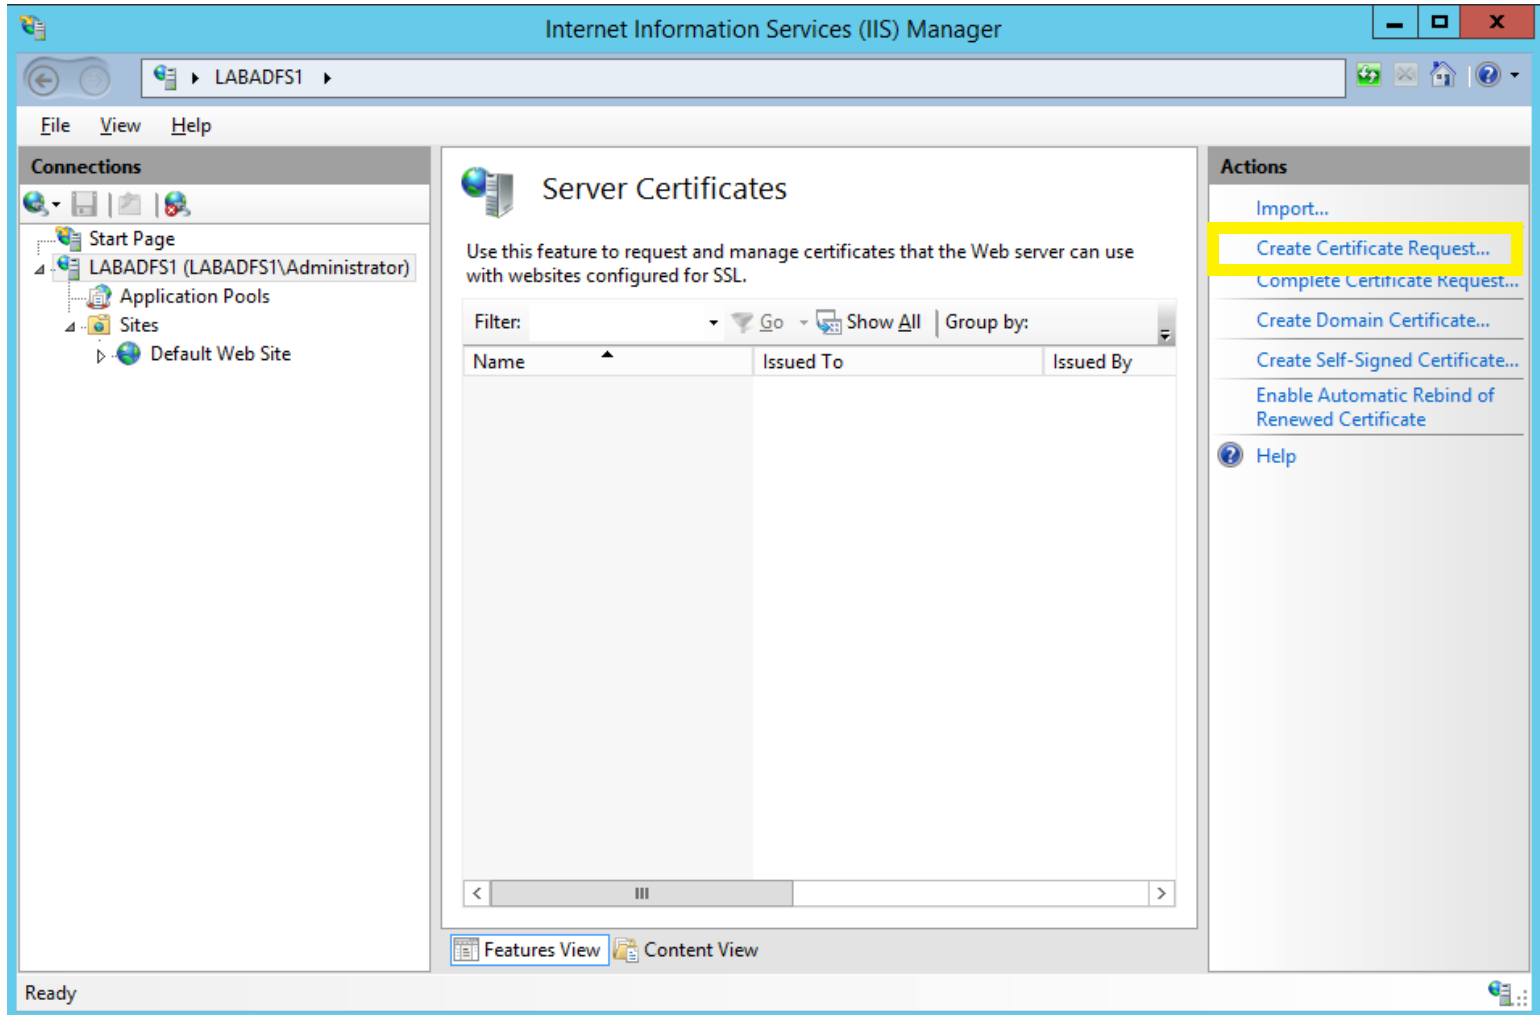 Internet Information Services (IIS) Manager
LABADFS1
File View Help
Connections
Start Page
LABADFS1 (LABADFS1\Administrator)
Application Pools
Sites
Default Web Site
Server Certificates
Use this feature to request and manage certificates that the Web server can use
with websites configured for SSL.
Filter: Go Show All Group by:
Name Issued To Issued By
Features View Content View
Actions
Import...
Create Certificate Request...
Complete Certificate Request...
Create Domain Certificate...
Create Self-Signed Certificate...
Enable Automatic Rebind of
Renewed Certificate
Help
Ready